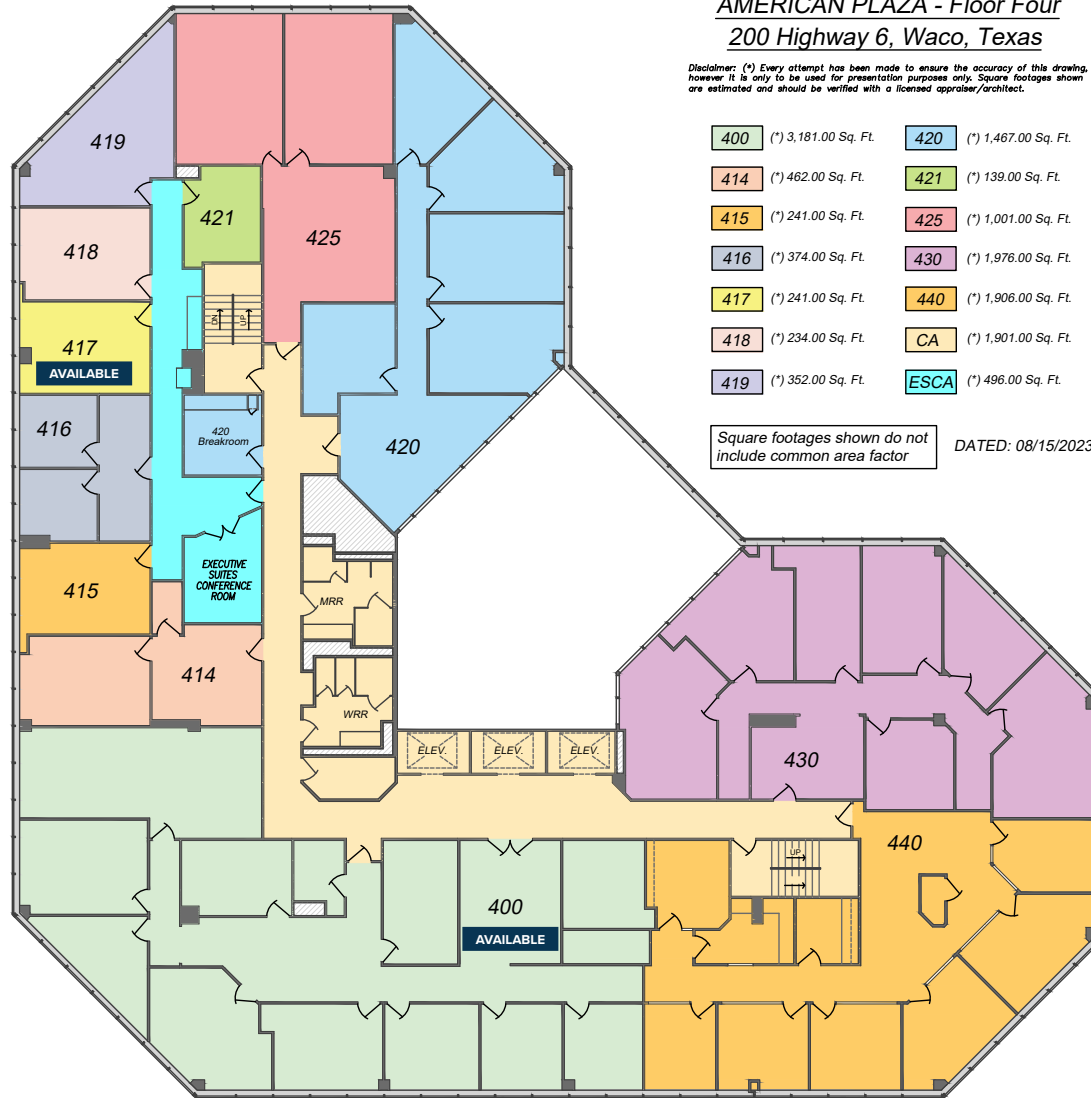 AMERICAN PLAZA - Floor Four
200 Highway 6, Waco, Texas
Disclaimer: (*) Every attempt has been made to ensure the accuracy of this drawing,
however it is only to be used for presentation purposes only. Square footages shown
are estimated and should be verified with a licensed appraiser/architect.
400 (*) 3,181.00 Sq. Ft. 420 (*) 1,467.00 Sq. Ft.
414 (*) 462.00 Sq. Ft. 421 (*) 139.00 Sq. Ft.
415 (*) 241.00 Sq. Ft. 425 (*) 1,001.00 Sq. Ft.
416 (*) 374.00 Sq. Ft. 430 (*) 1,976.00 Sq. Ft.
417 (*) 241.00 Sq. Ft. 440 (*) 1,906.00 Sq. Ft.
418 (*) 234.00 Sq. Ft. CA (*) 1,901.00 Sq. Ft.
419 (*) 352.00 Sq. Ft. ESCA (*) 496.00 Sq. Ft.
Square footages shown do not
include common area factor
DATED: 08/15/2023
419
421
425
418
DN
UP
417
AVAILABLE
416
420
Breakroom
420
EXECUTIVE
SUITES
CONFERENCE
ROOM
415
MRR
414
WRR
ELEV.
ELEV.
ELEV.
430
440
UP
400
AVAILABLE